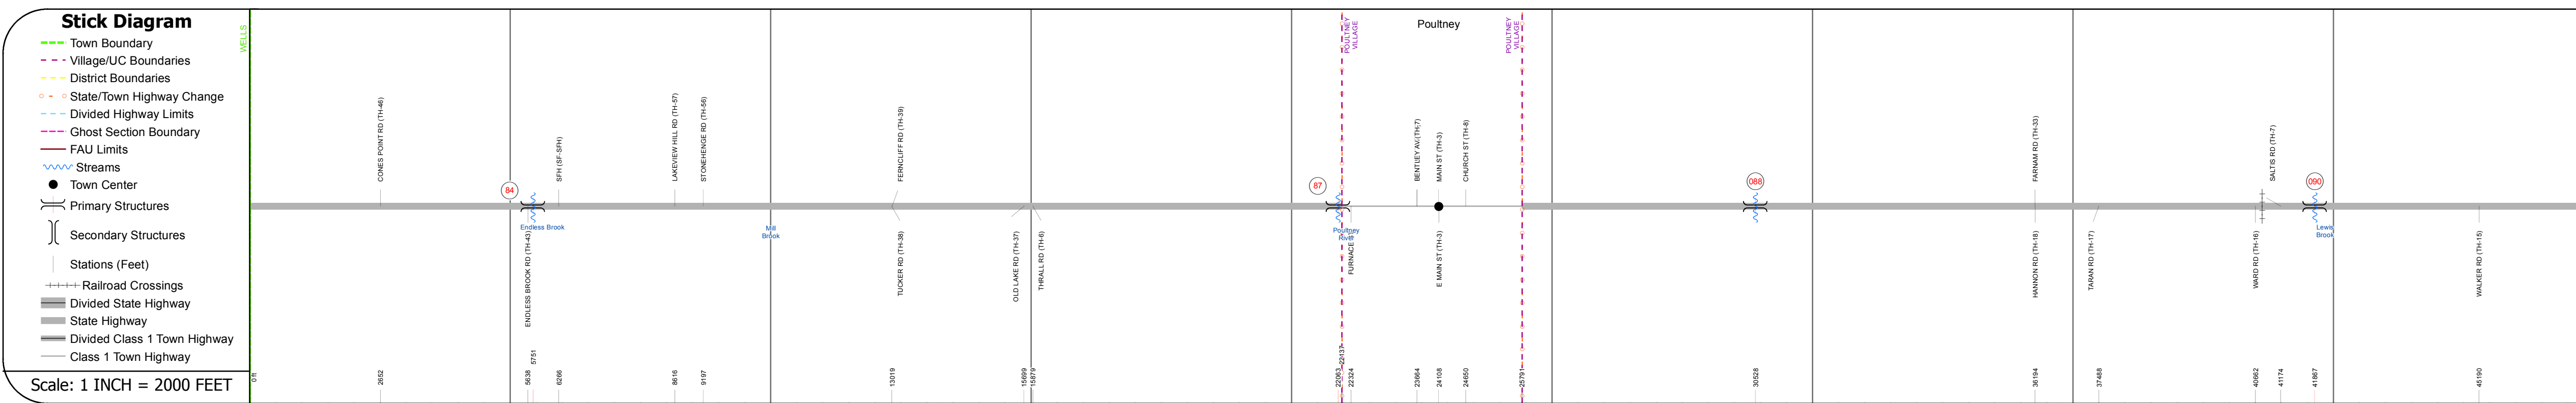 Stick Diagram
Town Boundary
Village/UC Boundaries
District Boundaries
State/Town Highway Change
Divided Highway Limits
Ghost Section Boundary
FAU Limits
Streams
Town Center
Primary Structures
Secondary Structures
Stations (Feet)
Railroad Crossings
Divided State Highway
State Highway
Divided Class 1 Town Highway
Class 1 Town Highway
Scale: 1 INCH = 2000 FEET
WELLS
POULTNEY
VILLAGE
Poultney
POULTNEY
VILLAGE
CONES POINT RD (TH-46)
SFH (SF-SFH)
LAKEVIEW HILL RD (TH-57)
STONEHENGE RD (TH-56)
FERNCLIFF RD (TH-39)
BENTLEY AV (TH-7)
MAIN ST (TH-3)
CHURCH ST (TH-8)
FARNAM RD (TH-33)
SALTIS RD (TH-7)
84
87
088
090
Endless Brook
Mill
Brook
Poultney
River
Lewis
Brook
ENDLESS BROOK RD (TH-43)
TUCKER RD (TH-38)
OLD LAKE RD (TH-37)
THRALL RD (TH-6)
FURNACE
E MAIN ST (TH-3)
HANNON RD (TH-18)
TARAN RD (TH-17)
WARD RD (TH-16)
WALKER RD (TH-15)
0 ft
2652
5638
5751
6266
8616
9197
13019
15699
15879
22063
22137
22324
23664
24108
24650
25791
30528
36194
37488
40662
41174
41867
45190